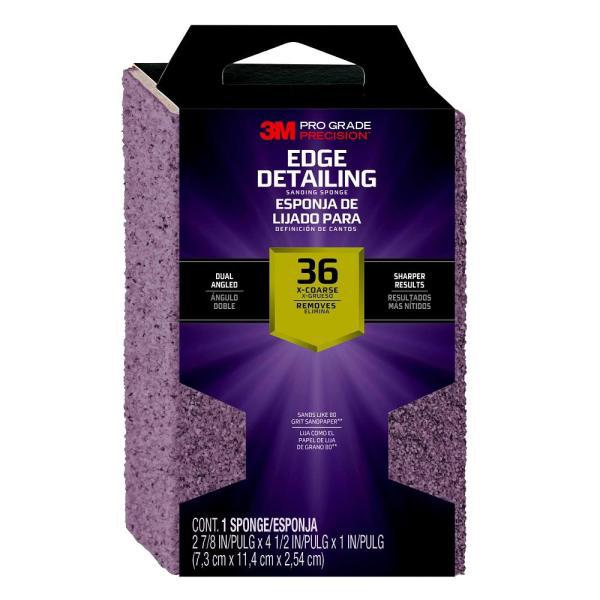 3M PRO GRADE
PRECISION™
EDGE
DETAILING
SANDING SPONGE
ESPONJA DE
LIJADO PARA
DEFINICIÓN DE CANTOS
DUAL
ANGLED
ÁNGULO
DOBLE
36
X-COARSE
X-GRUESO
REMOVES
ELIMINA
SHARPER
RESULTS
RESULTADOS
MÁS NÍTIDOS
SANDS LIKE 80
GRIT SANDPAPER**
LIJA COMO EL
PAPEL DE LIJA
DE GRANO 80**
CONT. 1 SPONGE/ESPONJA
2 7/8 IN/PULG x 4 1/2 IN/PULG x 1 IN/PULG
(7,3 cm x 11,4 cm x 2,54 cm)